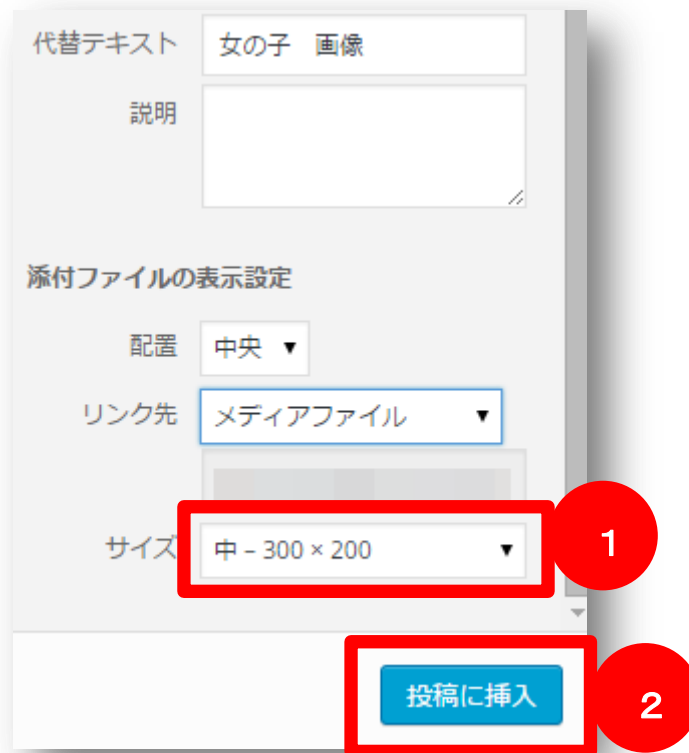 代替テキスト 女の子　画像
説明
添付ファイルの表示設定
配置 中央 ▼
リンク先 メディアファイル ▼
サイズ 中 – 300 × 200 ▼
1
投稿に挿入
2